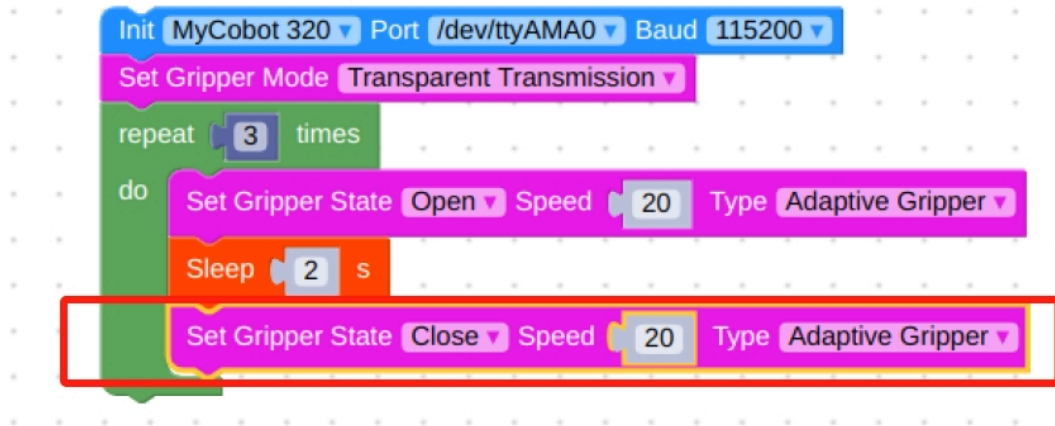 Init MyCobot 320 Port /dev/ttyAMA0 Baud 115200
Set Gripper Mode Transparent Transmission
repeat 3 times
do
Set Gripper State Open Speed 20 Type Adaptive Gripper
Sleep 2 s
Set Gripper State Close Speed 20 Type Adaptive Gripper